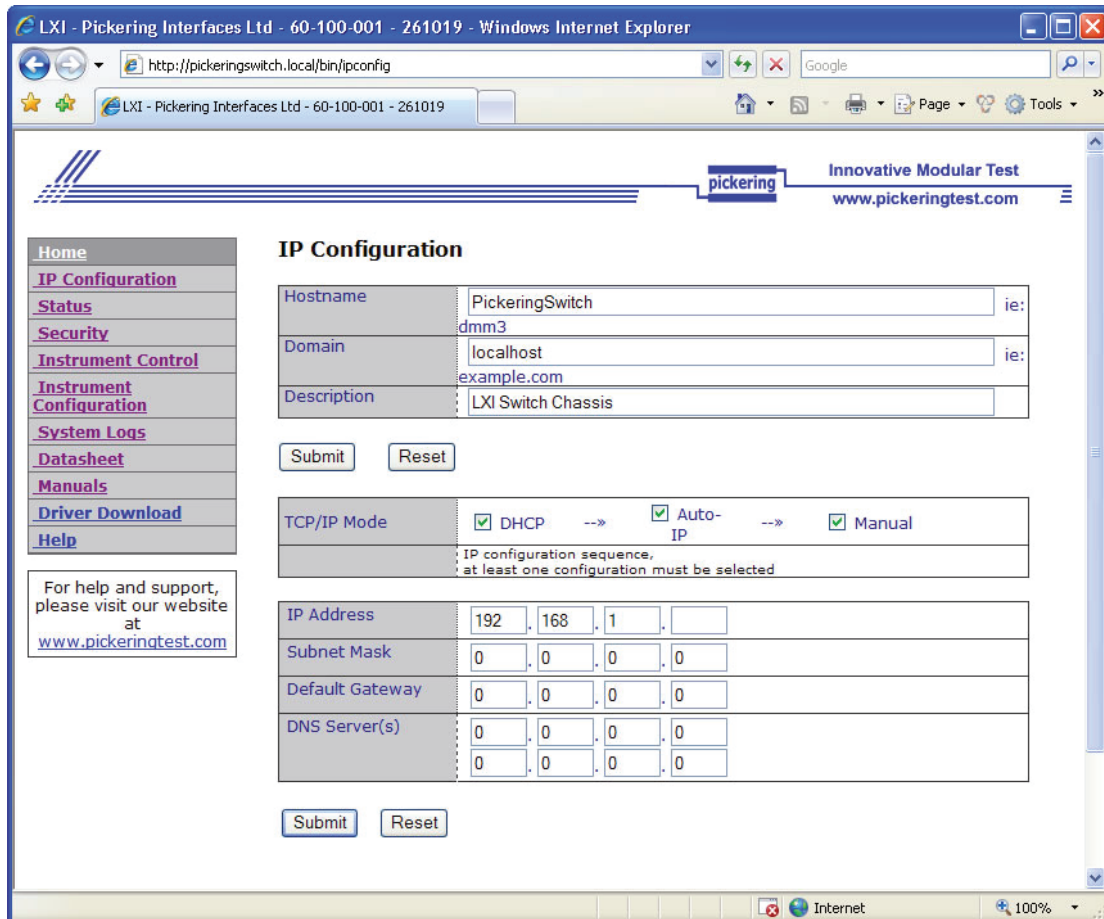 LXI - Pickering Interfaces Ltd - 60-100-001 - 261019 - Windows Internet Explorer
http://pickeringswitch.local/bin/ipconfig
Google
LXI - Pickering Interfaces Ltd - 60-100-001 - 261019
Page
Tools
»
pickering
Innovative Modular Test
www.pickeringtest.com
Home
IP Configuration
Status
Security
Instrument Control
Instrument
Configuration
System Logs
Datasheet
Manuals
Driver Download
Help
For help and support,
please visit our website
at
www.pickeringtest.com
IP Configuration
Hostname PickeringSwitch ie:
dmm3
Domain localhost ie:
example.com
Description LXI Switch Chassis
Submit Reset
TCP/IP Mode DHCP --» Auto-
IP --» Manual
IP configuration sequence,
at least one configuration must be selected
IP Address 192 . 168 . 1 .
Subnet Mask 0 . 0 . 0 . 0
Default Gateway 0 . 0 . 0 . 0
DNS Server(s) 0 . 0 . 0 . 0
0 . 0 . 0 . 0
Submit Reset
Internet 100%